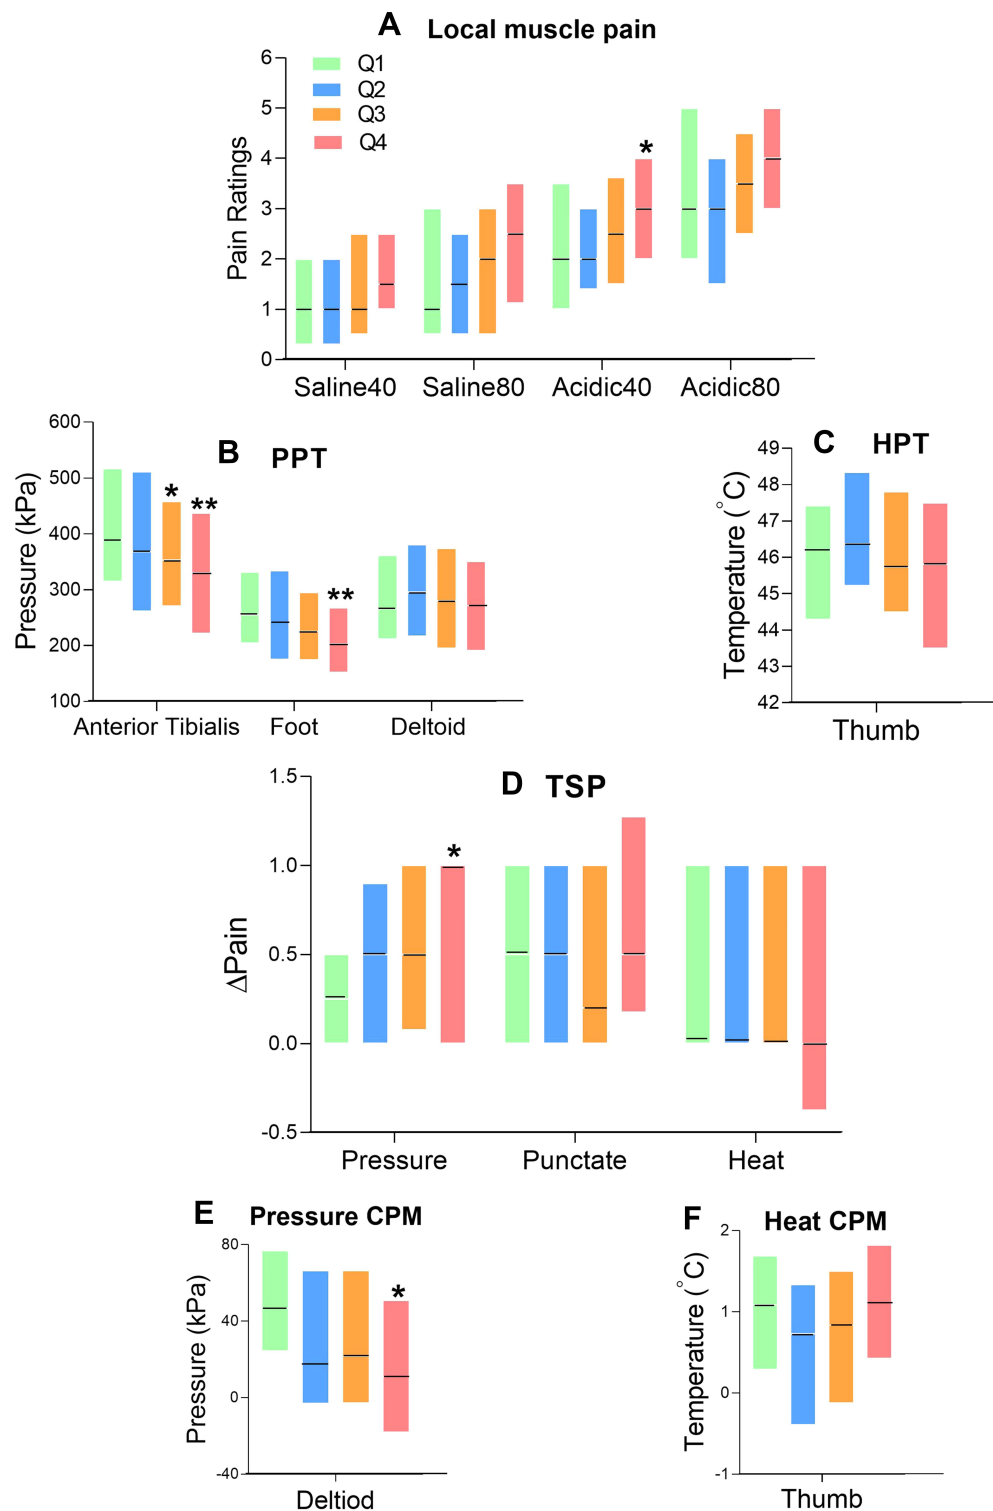 A Local muscle pain
6
5
4
3
2
1
0
Pain Ratings
Q1
Q2
Q3
Q4
*
Saline40 Saline80 Acidic40 Acidic80
B PPT
600
500
400
300
200
100
Pressure (kPa)
* ** **
Anterior Tibialis Foot Deltoid
C HPT
49
48
47
46
45
44
43
42
Temperature (°C)
Thumb
D TSP
1.5
1.0
0.5
0.0
-0.5
ΔPain
*
Pressure Punctate Heat
E Pressure CPM
80
40
0
-40
Pressure (kPa)
*
Deltiod
F Heat CPM
2
1
0
-1
Temperature (°C)
Thumb